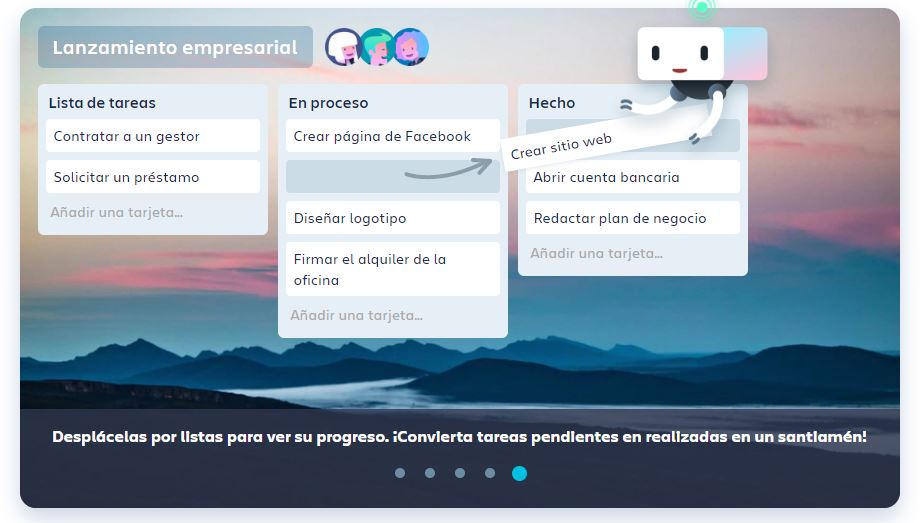 Lanzamiento empresarial
Lista de tareas
Contratar a un gestor
Solicitar un préstamo
Añadir una tarjeta...
En proceso
Crear página de Facebook
Diseñar logotipo
Firmar el alquiler de la
oficina
Añadir una tarjeta...
Hecho
Crear sitio web
Abrir cuenta bancaria
Redactar plan de negocio
Añadir una tarjeta...
Desplácelas por listas para ver su progreso. ¡Convierta tareas pendientes en realizadas en un santiamén!